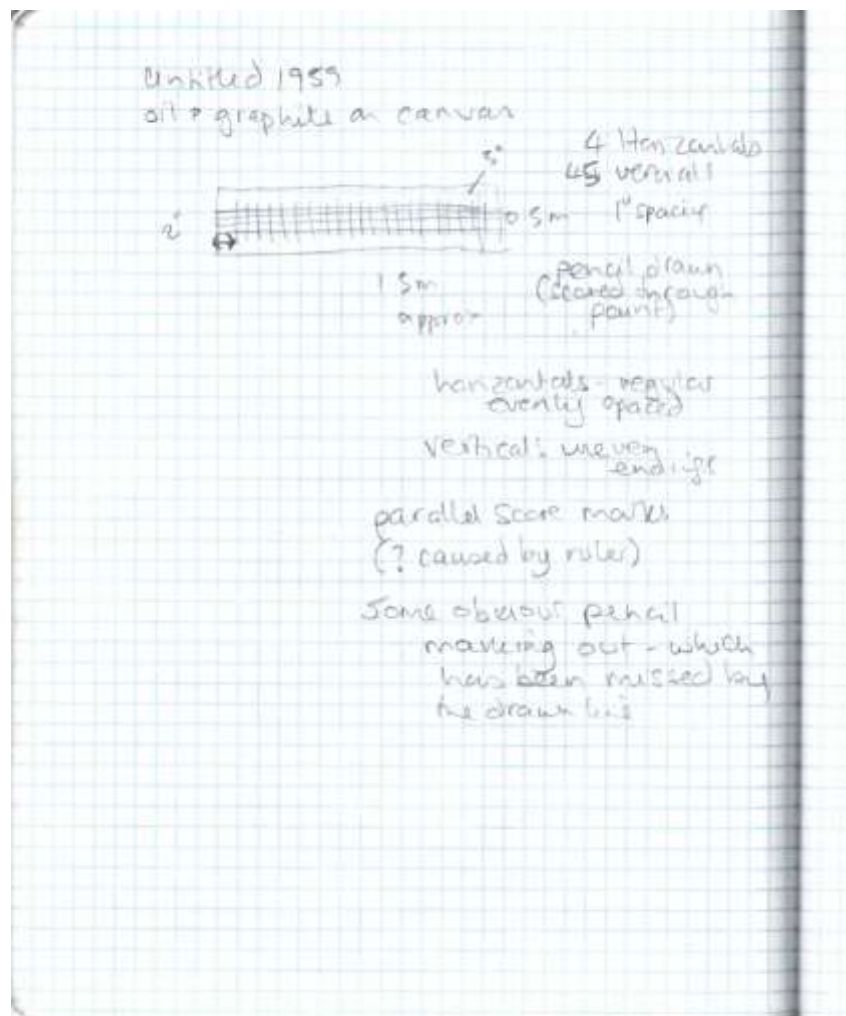 Untitled 1959
oil + graphite on canvas
4 Horizontals
45 verticals
2"
0.5m
1" spacing
1.5m
approx
pencil drawn
(scored through
paint)
horizontals - regular
evenly spaced
vertical: uneven
endings
parallel score marks
(? caused by ruler)
Some obvious pencil
marking out - which
has been missed by
the drawn line